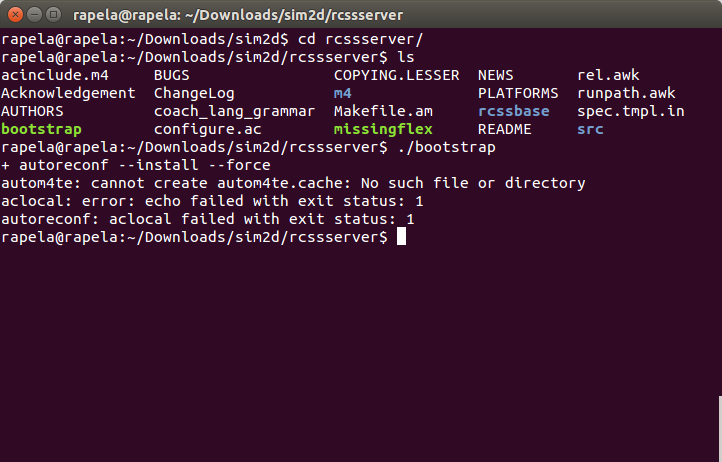 rapela@rapela: ~/Downloads/sim2d/rcssserver
rapela@rapela:~/Downloads/sim2d$ cd rcssserver/
rapela@rapela:~/Downloads/sim2d/rcssserver$ ls
acinclude.m4 BUGS COPYING.LESSER NEWS rel.awk
Acknowledgement ChangeLog m4 PLATFORMS runpath.awk
AUTHORS coach_lang_grammar Makefile.am rcssbase spec.tmpl.in
bootstrap configure.ac missingflex README src
rapela@rapela:~/Downloads/sim2d/rcssserver$ ./bootstrap
+ autoreconf --install --force
autom4te: cannot create autom4te.cache: No such file or directory
aclocal: error: echo failed with exit status: 1
autoreconf: aclocal failed with exit status: 1
rapela@rapela:~/Downloads/sim2d/rcssserver$